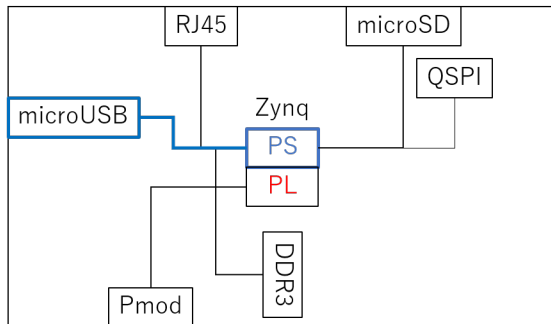 RJ45
microSD
QSPI
microUSB
Zynq
PS
PL
DDR3
Pmod